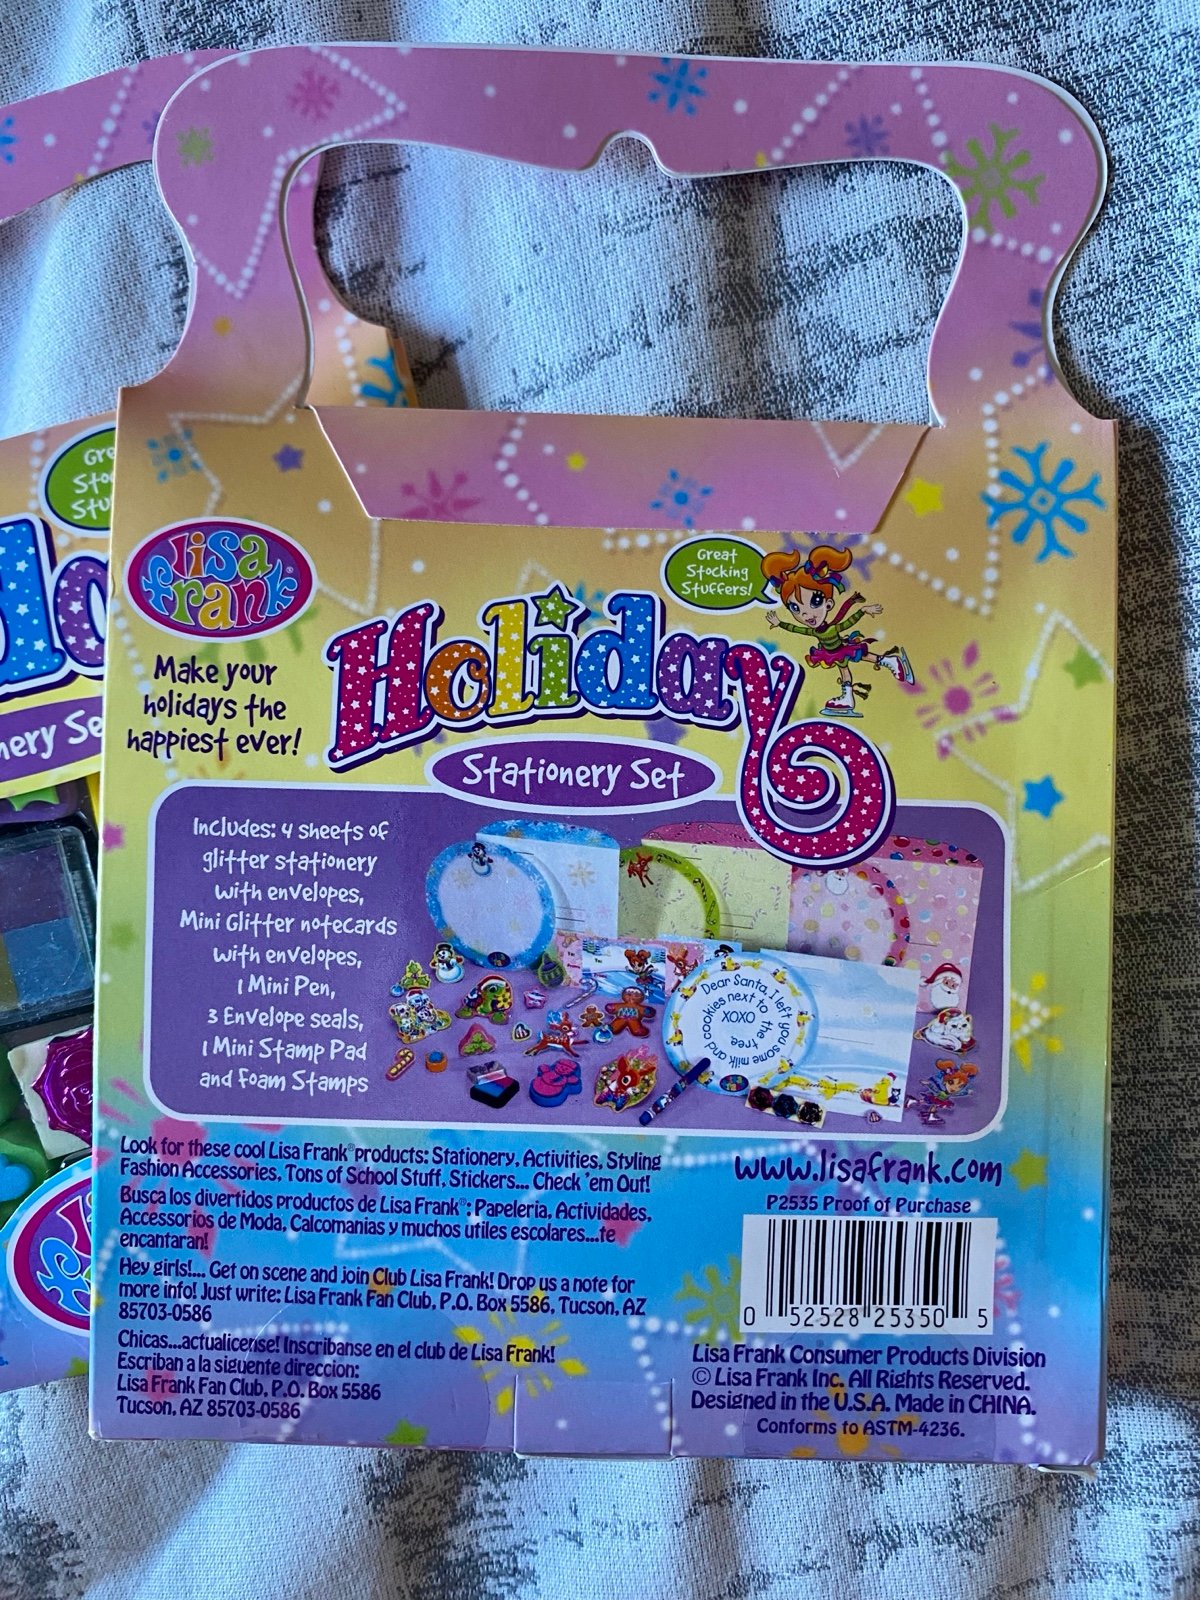 Great
Stocking
Stuffers!
lisa
frank®
Holiday
Make your
holidays the
happiest ever!
Stationery Set
Includes: 4 sheets of
glitter stationery
with envelopes,
Mini Glitter notecards
with envelopes,
1 Mini Pen,
3 Envelope seals,
1 Mini Stamp Pad
and foam Stamps
Dear Santa, I left you some milk and cookies next to the tree
XOXO
Look for these cool Lisa Frank® products: Stationery, Activities, Styling
Fashion Accessories, Tons of School Stuff, Stickers... Check 'em Out!
Busca los divertidos productos de Lisa Frank®: Papeleria, Actividades,
Accesorios de Moda, Calcomanias y muchos utiles escolares...te
encantaran!
Hey girls!... Get on scene and join Club Lisa Frank! Drop us a note for
more info! Just write: Lisa Frank Fan Club, P.O. Box 5586, Tucson, AZ
85703-0586
Chicas...actualicense! Inscribanse en el club de Lisa Frank!
Escriban a la siguente direccion:
Lisa Frank Fan Club, P.O. Box 5586
Tucson, AZ 85703-0586
www.lisafrank.com
P2535 Proof of Purchase
0 52528 25350 5
Lisa Frank Consumer Products Division
© Lisa Frank Inc. All Rights Reserved.
Designed in the U.S.A. Made in CHINA.
Conforms to ASTM-4236.
Gre
Sto
Stu
do
nery Se